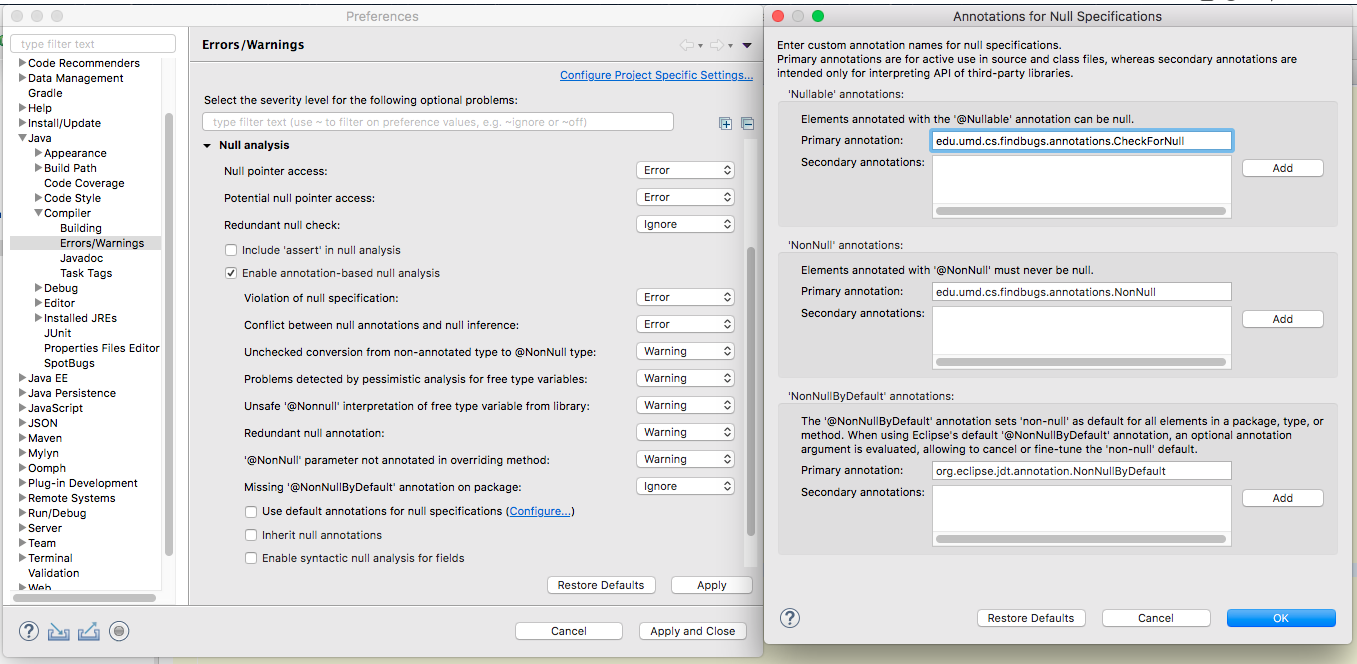 Preferences
type filter text
Code Recommenders
Data Management
Gradle
Help
Install/Update
Java
Appearance
Build Path
Code Coverage
Code Style
Compiler
Building
Errors/Warnings
Javadoc
Task Tags
Debug
Editor
Installed JREs
JUnit
Properties Files Editor
SpotBugs
Java EE
Java Persistence
JavaScript
JSON
Maven
Mylyn
Oomph
Plug-in Development
Remote Systems
Run/Debug
Server
Team
Terminal
Validation
Web
Errors/Warnings
Configure Project Specific Settings...
Select the severity level for the following optional problems:
type filter text (use ~ to filter on preference values, e.g. ~ignore or ~off)
Null analysis
Null pointer access: Error
Potential null pointer access: Error
Redundant null check: Ignore
Include 'assert' in null analysis
Enable annotation-based null analysis
Violation of null specification: Error
Conflict between null annotations and null inference: Error
Unchecked conversion from non-annotated type to @NonNull type: Warning
Problems detected by pessimistic analysis for free type variables: Warning
Unsafe '@Nonnull' interpretation of free type variable from library: Warning
Redundant null annotation: Warning
'@NonNull' parameter not annotated in overriding method: Warning
Missing '@NonNullByDefault' annotation on package: Ignore
Use default annotations for null specifications (Configure...)
Inherit null annotations
Enable syntactic null analysis for fields
Restore Defaults Apply
? Cancel Apply and Close
Annotations for Null Specifications
Enter custom annotation names for null specifications.
Primary annotations are for active use in source and class files, whereas secondary annotations are
intended only for interpreting API of third-party libraries.
'Nullable' annotations:
Elements annotated with the '@Nullable' annotation can be null.
Primary annotation: edu.umd.cs.findbugs.annotations.CheckForNull
Secondary annotations: Add
'NonNull' annotations:
Elements annotated with '@NonNull' must never be null.
Primary annotation: edu.umd.cs.findbugs.annotations.NonNull
Secondary annotations: Add
'NonNullByDefault' annotations:
The '@NonNullByDefault' annotation sets 'non-null' as default for all elements in a package, type, or
method. When using Eclipse's default '@NonNullByDefault' annotation, an optional annotation
argument is evaluated, allowing to cancel or fine-tune the 'non-null' default.
Primary annotation: org.eclipse.jdt.annotation.NonNullByDefault
Secondary annotations: Add
? Restore Defaults Cancel OK